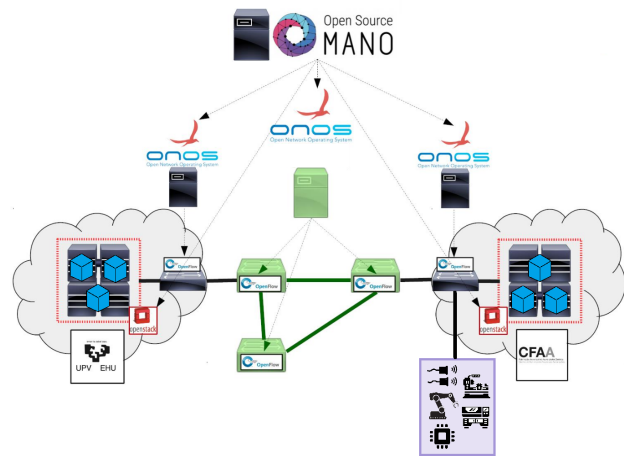 Open Source
MANO
onos
Open Network Operating System
onos
Open Network Operating System
onos
Open Network Operating System
OpenFlow
OpenFlow
OpenFlow
OpenFlow
OpenFlow
openstack
openstack
UPV EHU
CFAA